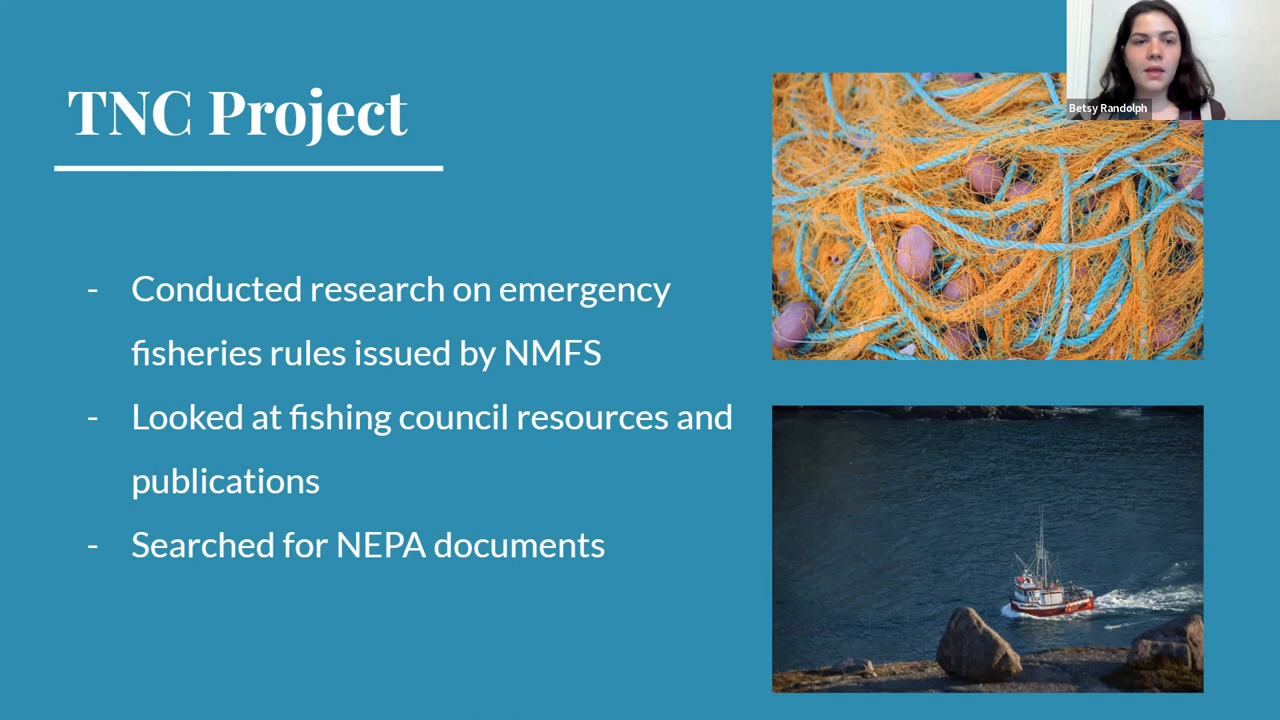 TNC Project
Betsy Randolph
- Conducted research on emergency
fisheries rules issued by NMFS
- Looked at fishing council resources and
publications
- Searched for NEPA documents